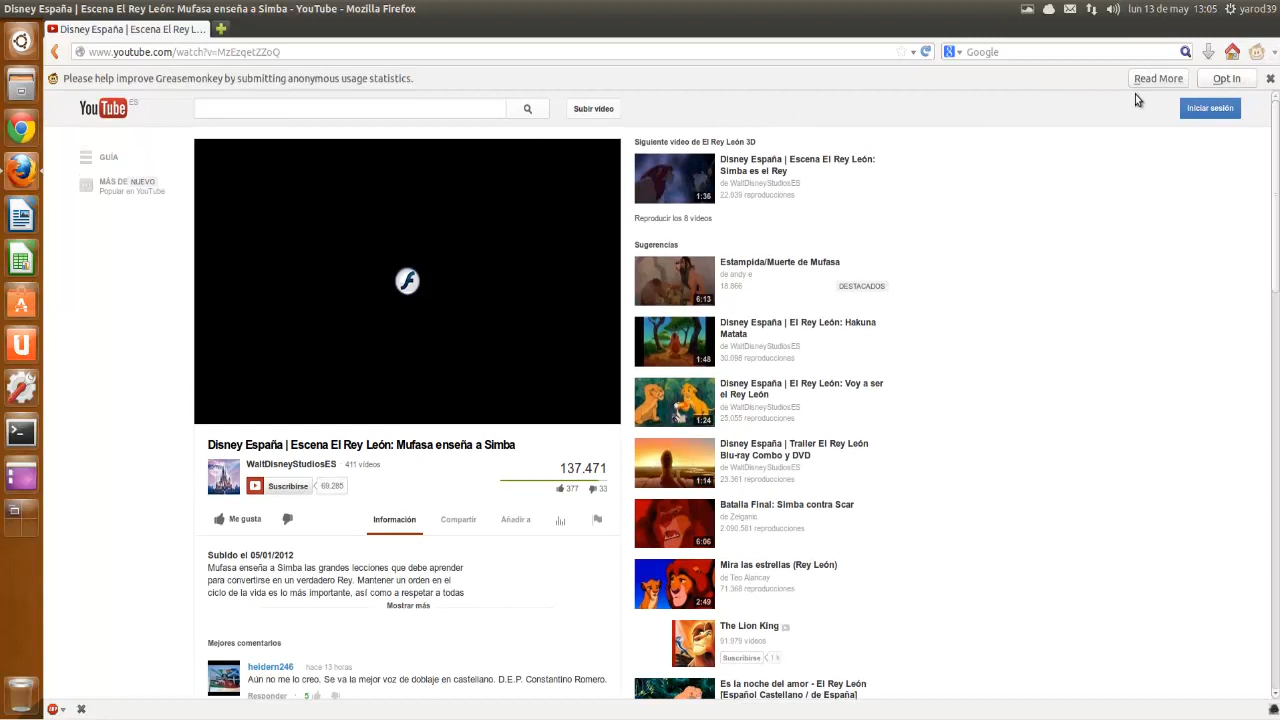 Disney España | Escena El Rey León: Mufasa enseña a Simba - YouTube - Mozilla Firefox
lun 13 de may 13:05 yarod39
Disney España | Escena El Rey L...
www.youtube.com/watch?v=MzEzqetZZoQ
Google
Please help improve Greasemonkey by submitting anonymous usage statistics.
Read More
Opt In
YouTube ES
Subir vídeo
Iniciar sesión
GUÍA
MÁS DE NUEVO
Popular en YouTube
Disney España | Escena El Rey León: Mufasa enseña a Simba
WaltDisneyStudiosES · 411 vídeos
Suscribirse 69.285
137.471
377 33
Me gusta
Información
Compartir
Añadir a
Subido el 05/01/2012
Mufasa enseña a Simba las grandes lecciones que debe aprender
para convertirse en un verdadero Rey. Mantener un orden en el
ciclo de la vida es lo más importante, así como a respetar a todas
Mostrar más
Mejores comentarios
heidern246 hace 13 horas
Aún no me lo creo. Se va la mejor voz de doblaje en castellano. D.E.P. Constantino Romero.
Responder · 5
Siguiente vídeo de El Rey León 3D
1:36
Disney España | Escena El Rey León:
Simba es el Rey
de WaltDisneyStudiosES
22.939 reproducciones
Reproducir los 8 vídeos
Sugerencias
6:13
Estampida/Muerte de Mufasa
de andy e
18.866
DESTACADOS
1:48
Disney España | El Rey León: Hakuna
Matata
de WaltDisneyStudiosES
30.098 reproducciones
1:24
Disney España | El Rey León: Voy a ser
el Rey León
de WaltDisneyStudiosES
25.055 reproducciones
1:14
Disney España | Trailer El Rey León
Blu-ray Combo y DVD
de WaltDisneyStudiosES
23.361 reproducciones
6:06
Batalla Final: Simba contra Scar
de Zelganic
2.090.581 reproducciones
2:49
Mira las estrellas (Rey León)
de Teo Alancay
71.368 reproducciones
The Lion King
91.979 vídeos
Suscribirse 1 k
Es la noche del amor - El Rey León
[Español Castellano / de España]